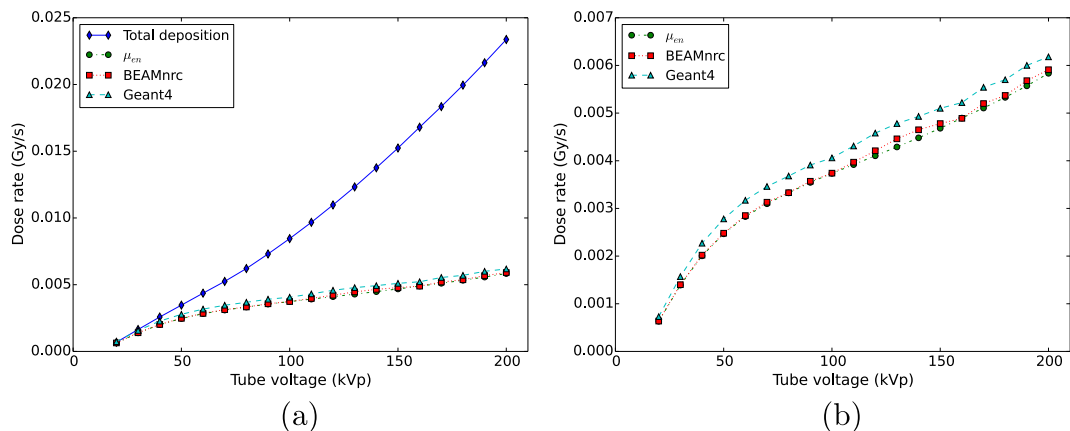 0.025
0.020
0.015
0.010
0.005
0.000
Dose rate (Gy/s)
Total deposition
μen
BEAMnrc
Geant4
0 50 100 150 200
Tube voltage (kVp)
(a)
0.007
0.006
0.005
0.004
0.003
0.002
0.001
0.000
Dose rate (Gy/s)
μen
BEAMnrc
Geant4
0 50 100 150 200
Tube voltage (kVp)
(b)